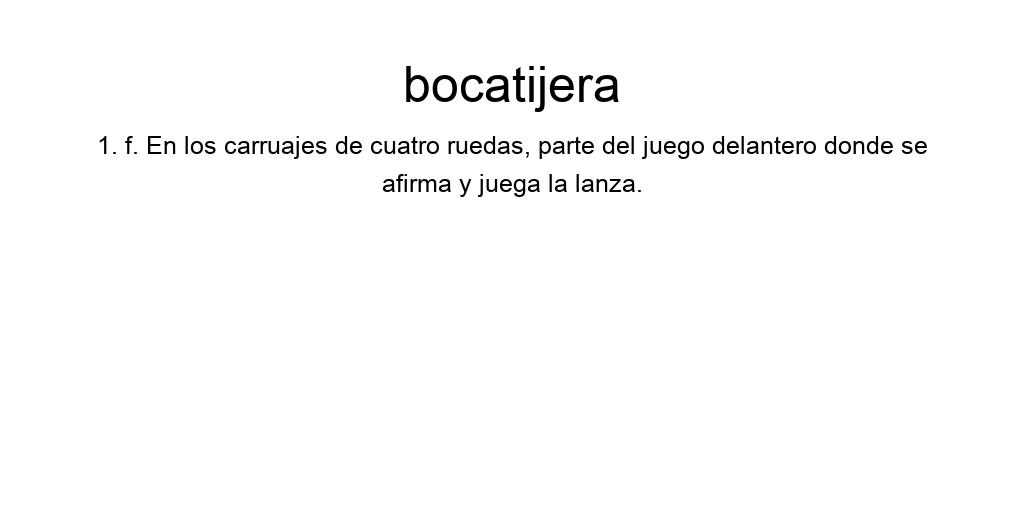 bocatijera
1. f. En los carruajes de cuatro ruedas, parte del juego delantero donde se
afirma y juega la lanza.